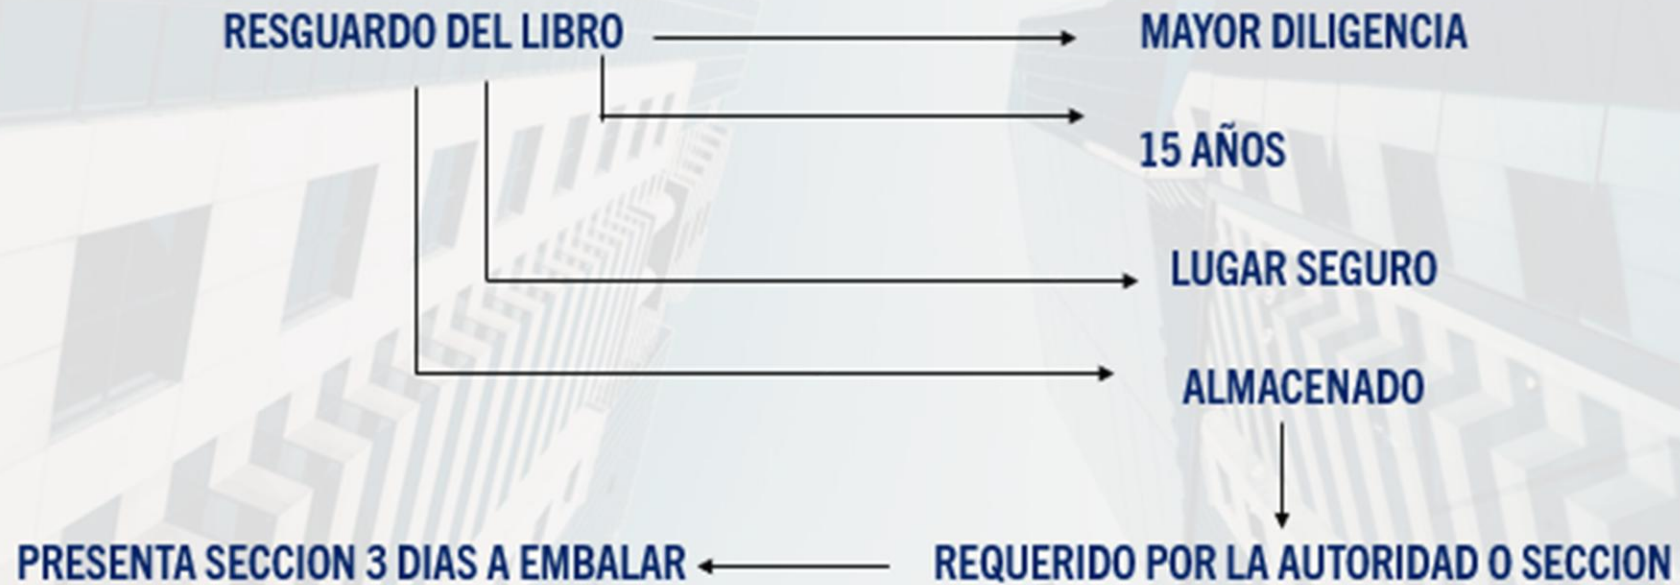 RESGUARDO DEL LIBRO
MAYOR DILIGENCIA
15 AÑOS
LUGAR SEGURO
ALMACENADO
PRESENTA SECCION 3 DIAS A EMBALAR
REQUERIDO POR LA AUTORIDAD O SECCION